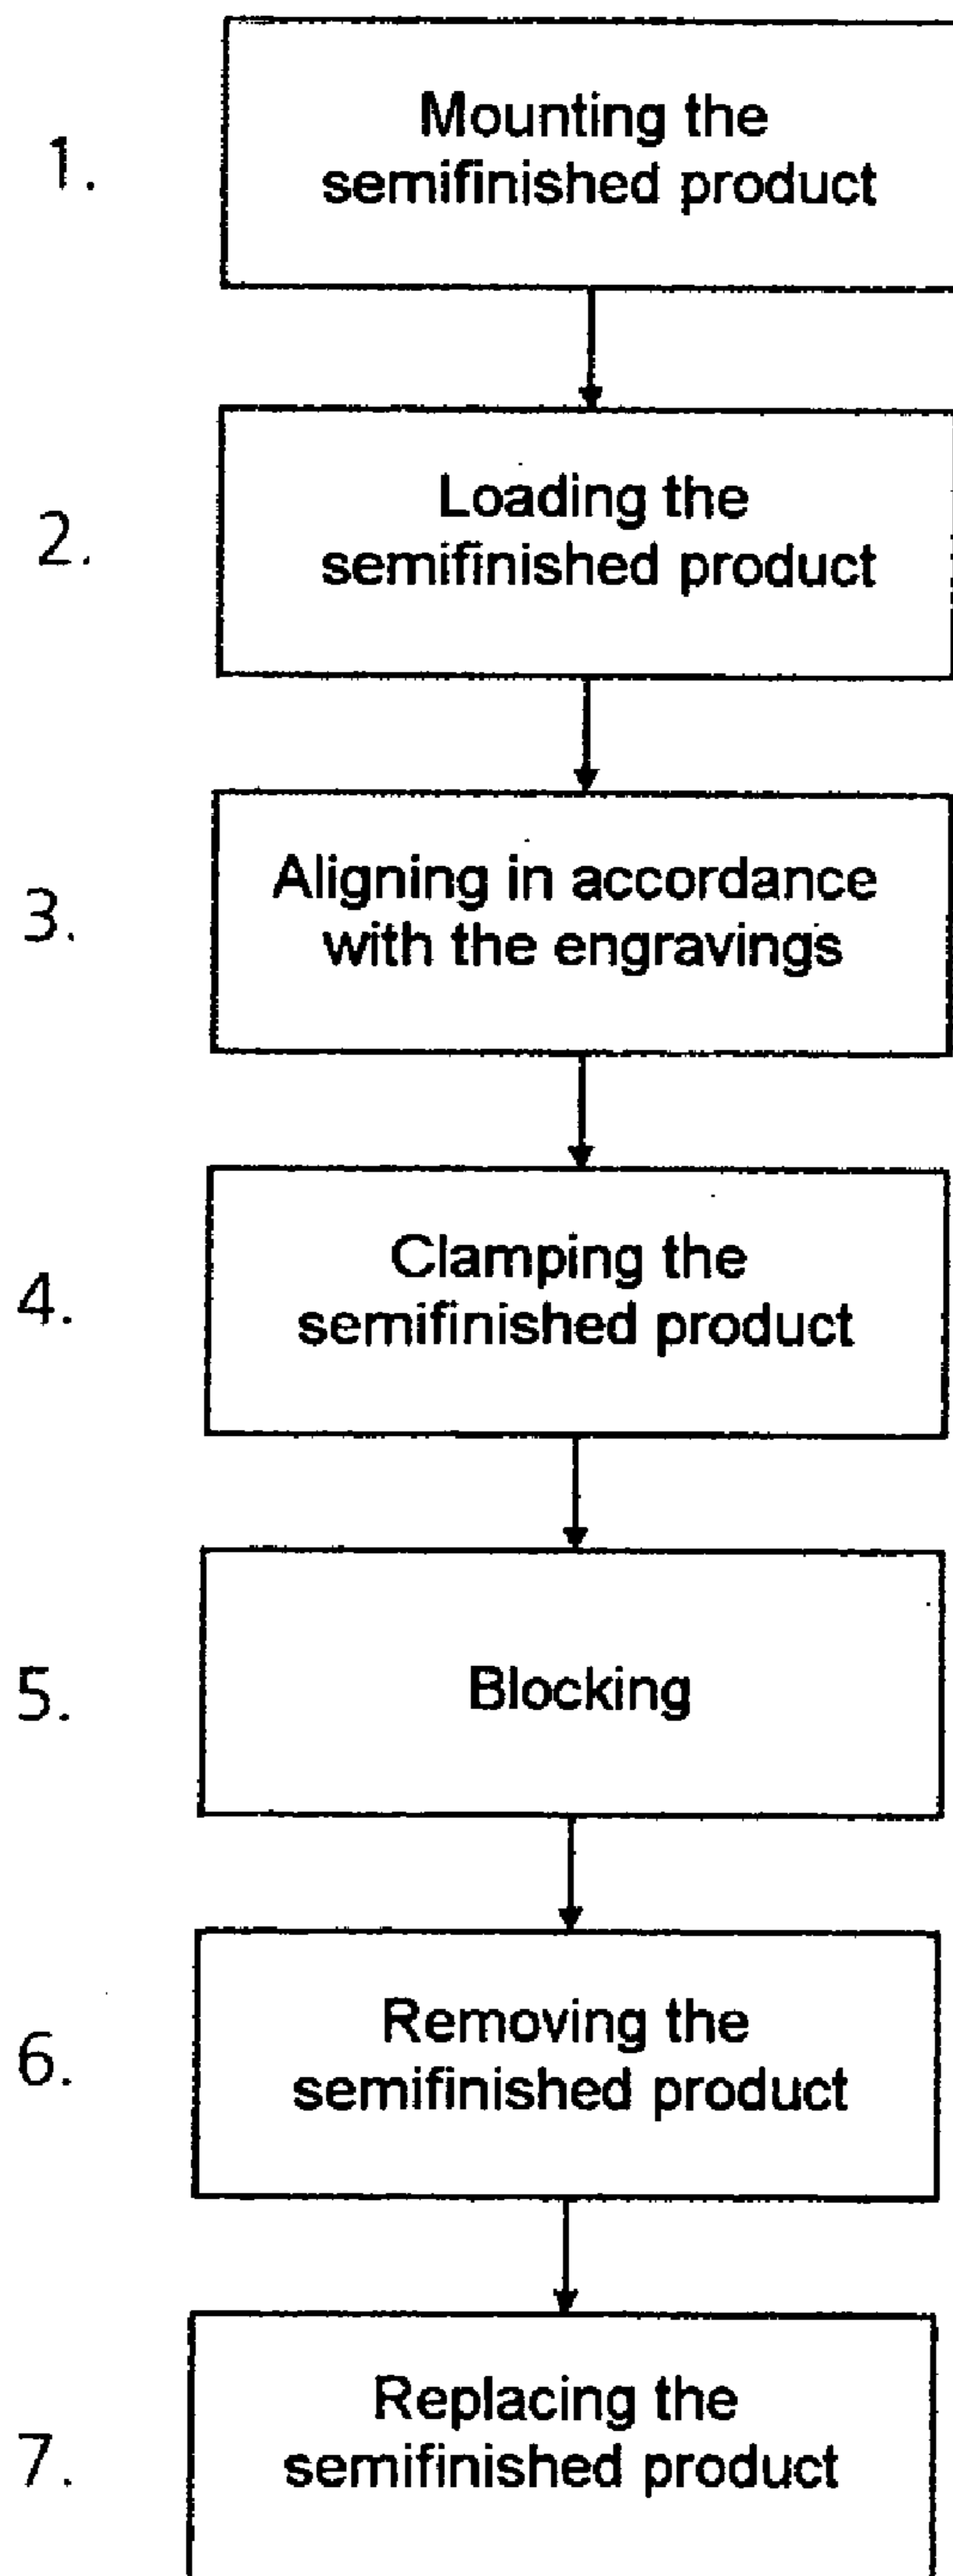 1.
Mounting the
semifinished product
2.
Loading the
semifinished product
3.
Aligning in accordance
with the engravings
4.
Clamping the
semifinished product
5.
Blocking
6.
Removing the
semifinished product
7.
Replacing the
semifinished product